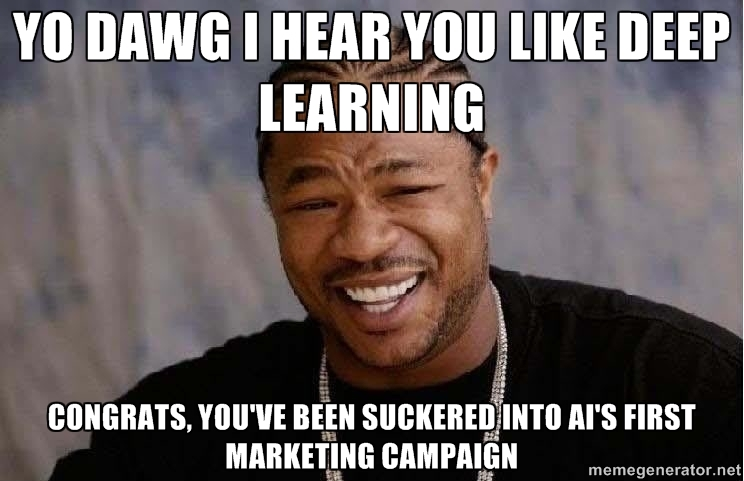 YO DAWG I HEAR YOU LIKE DEEP
LEARNING
CONGRATS, YOU'VE BEEN SUCKERED INTO AI'S FIRST
MARKETING CAMPAIGN
memegenerator.net